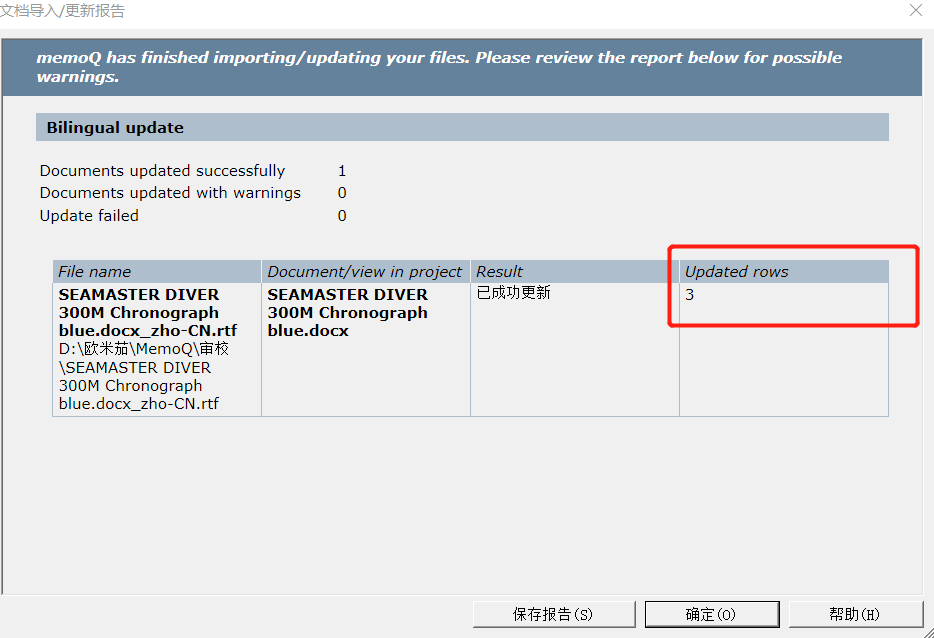 文档导入/更新报告
memoQ has finished importing/updating your files. Please review the report below for possible
warnings.
Bilingual update
Documents updated successfully 1
Documents updated with warnings 0
Update failed 0
File name Document/view in project Result Updated rows
SEAMASTER DIVER
300M Chronograph
blue.docx_zho-CN.rtf
D:\欧米茄\MemoQ\审校
\SEAMASTER DIVER
300M Chronograph
blue.docx_zho-CN.rtf
SEAMASTER DIVER
300M Chronograph
blue.docx
已成功更新
3
保存报告(S) 确定(O) 帮助(H)